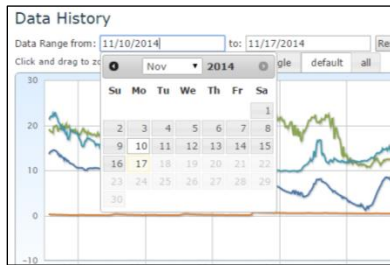 Data History
Data Range from: 11/10/2014 to: 11/17/2014 Re
Click and drag to zo gle default all
Nov 2014
Su Mo Tu We Th Fr Sa
1
2 3 4 5 6 7 8
9 10 11 12 13 14 15
16 17 18 19 20 21 22
23 24 25 26 27 28 29
30
30
20
10
0
-10